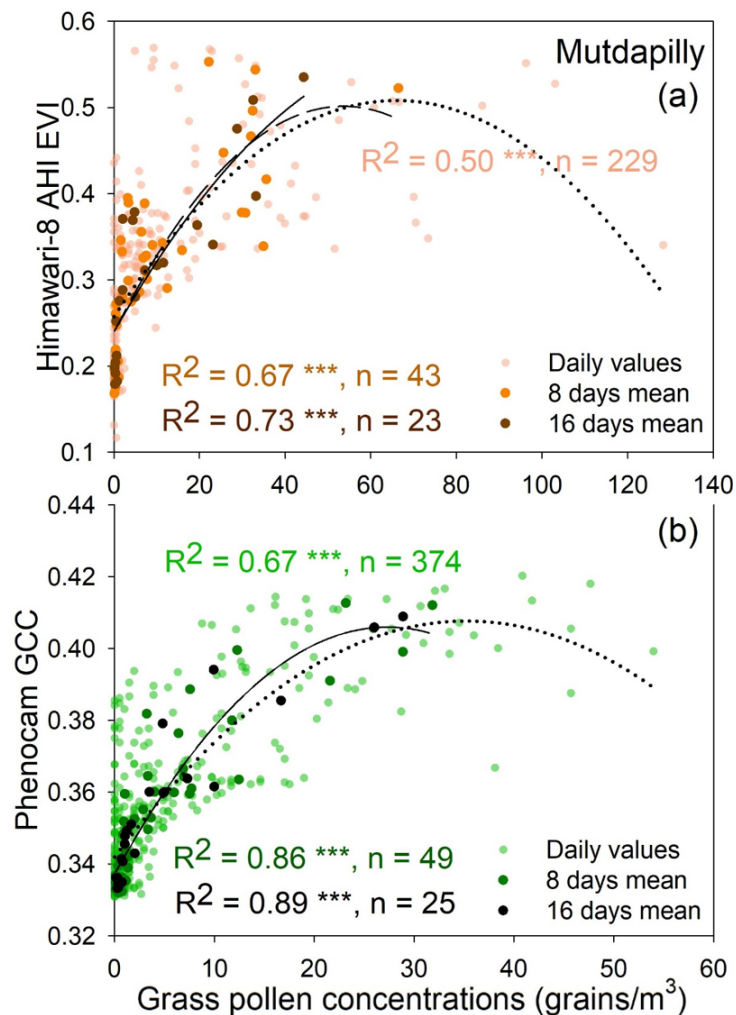 Mutdapilly
(a)
Himawari-8 AHI EVI
0.6
0.5
0.4
0.3
0.2
0.1
R² = 0.50 ***, n = 229
R² = 0.67 ***, n = 43
R² = 0.73 ***, n = 23
Daily values
8 days mean
16 days mean
0 20 40 60 80 100 120 140
(b)
Phenocam GCC
0.44
0.42
0.40
0.38
0.36
0.34
0.32
R² = 0.67 ***, n = 374
R² = 0.86 ***, n = 49
R² = 0.89 ***, n = 25
Daily values
8 days mean
16 days mean
0 10 20 30 40 50 60
Grass pollen concentrations (grains/m³)